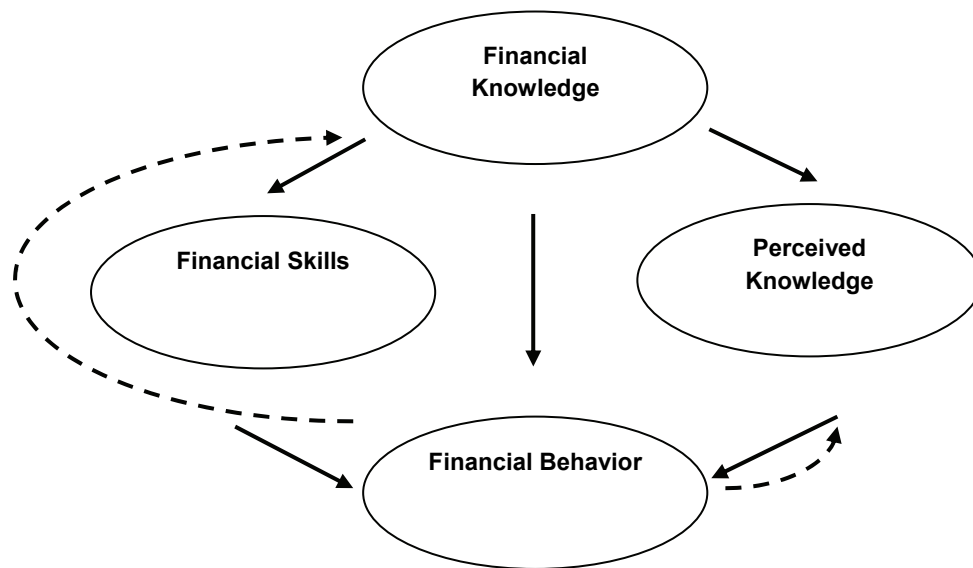 Financial
Knowledge
Financial Skills
Perceived
Knowledge
Financial Behavior